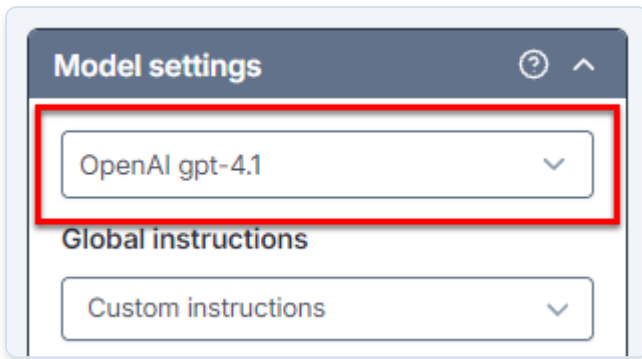 Model settings
OpenAI gpt-4.1
Global instructions
Custom instructions